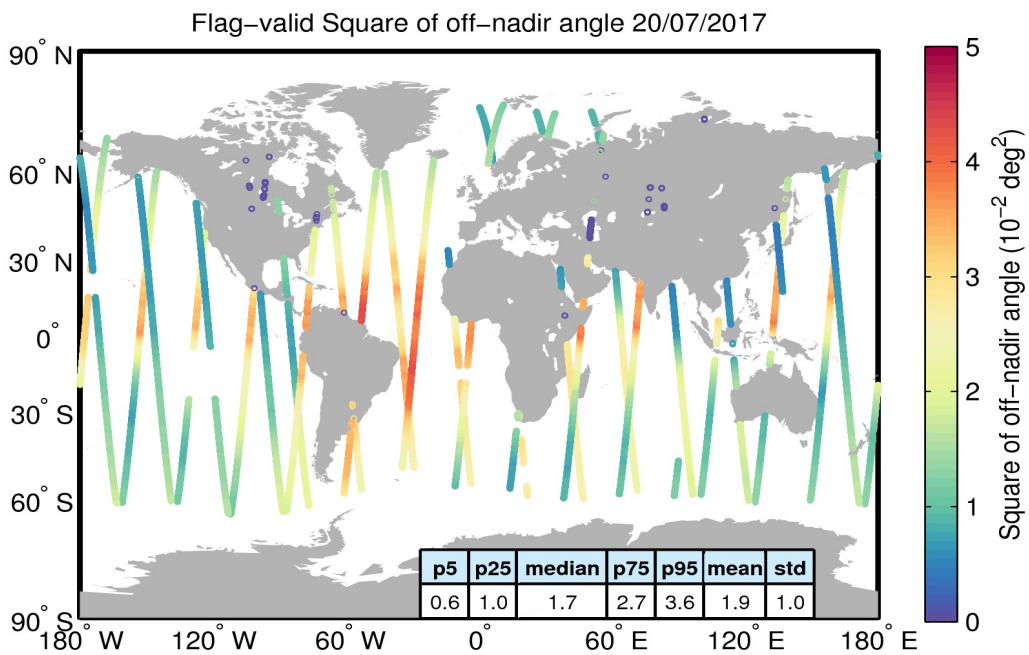 Flag−valid Square of off−nadir angle 20/07/2017
90° N
60° N
30° N
0°
30° S
60° S
90° S
180° W
120° W
60° W
0°
60° E
120° E
180° E
p5 p25 median p75 p95 mean std
0.6 1.0 1.7 2.7 3.6 1.9 1.0
5
4
3
2
1
0
Square of off−nadir angle (10⁻² deg²)